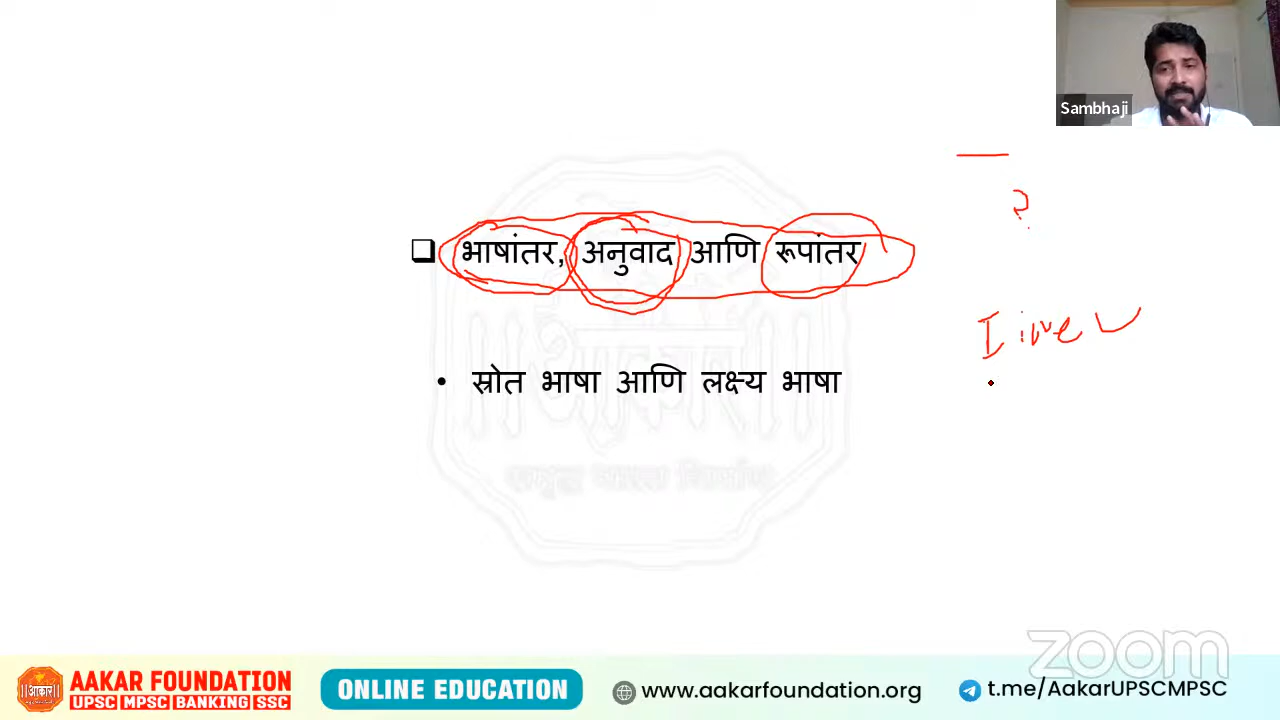 Sambhaji
?
❑ भाषांतर, अनुवाद आणि रूपांतर
I
• स्रोत भाषा आणि लक्ष्य भाषा
zoom
||आकार||
AAKAR FOUNDATION
UPSC MPSC BANKING SSC
ONLINE EDUCATION
www.aakarfoundation.org
t.me/AakarUPSCMPSC